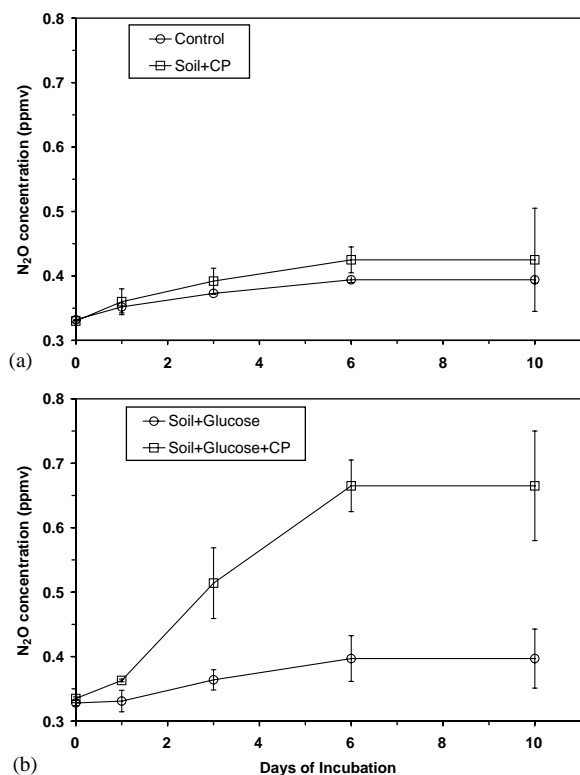 0.8
Control
Soil+CP
0.7
0.6
0.5
0.4
0.3
N₂O concentration (ppmv)
0 2 4 6 8 10
(a)
0.8
Soil+Glucose
Soil+Glucose+CP
0.7
0.6
0.5
0.4
0.3
N₂O concentration (ppmv)
0 2 4 6 8 10
(b)
Days of Incubation